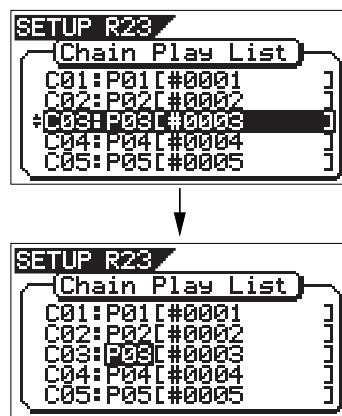 SETUP R23
Chain Play List
C01:P01[#0001 ]
C02:P02[#0002 ]
C03:P03[#0003 ]
C04:P04[#0004 ]
C05:P05[#0005 ]
SETUP R23
Chain Play List
C01:P01[#0001 ]
C02:P02[#0002 ]
C03:P03[#0003 ]
C04:P04[#0004 ]
C05:P05[#0005 ]